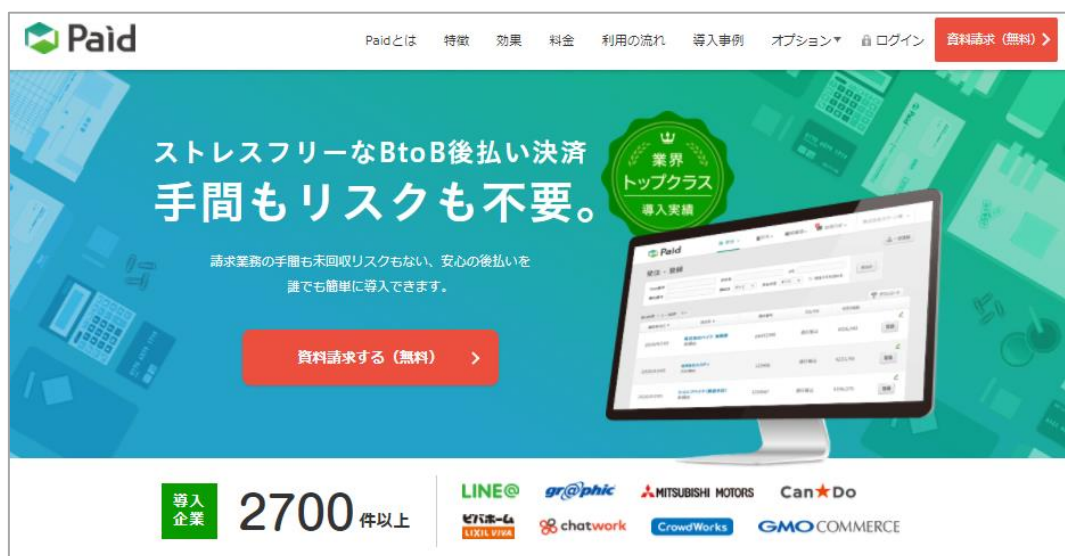 Paid
Paidとは 特徴 効果 料金 利用の流れ 導入事例 オプション▼ ログイン 資料請求（無料）
ストレスフリーなBtoB後払い決済
手間もリスクも不要。
請求業務の手間も未回収リスクもない、安心の後払いを
誰でも簡単に導入できます。
資料請求する（無料）
業界
トップクラス
導入実績
Paid
導入
企業
2700 件以上
LINE@ gr@phic MITSUBISHI MOTORS Can★Do
ビバホーム
LIXIL VIVA
chatwork CrowdWorks GMO COMMERCE